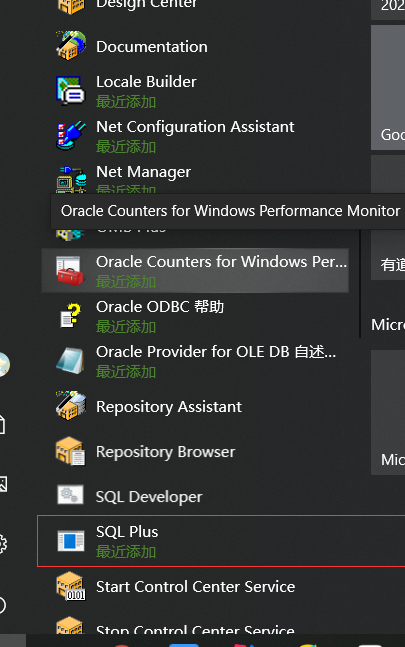 Design Center
202
Documentation
Locale Builder
最近添加
Goo
Net Configuration Assistant
最近添加
Net Manager
最近添加
Oracle Counters for Windows Performance Monitor
OMB Plus
Oracle Counters for Windows Per...
最近添加
有道
Oracle ODBC 帮助
最近添加
Micro
Oracle Provider for OLE DB 自述...
最近添加
Repository Assistant
Repository Browser
Mic
SQL Developer
SQL Plus
最近添加
Start Control Center Service
Stop Control Center Service